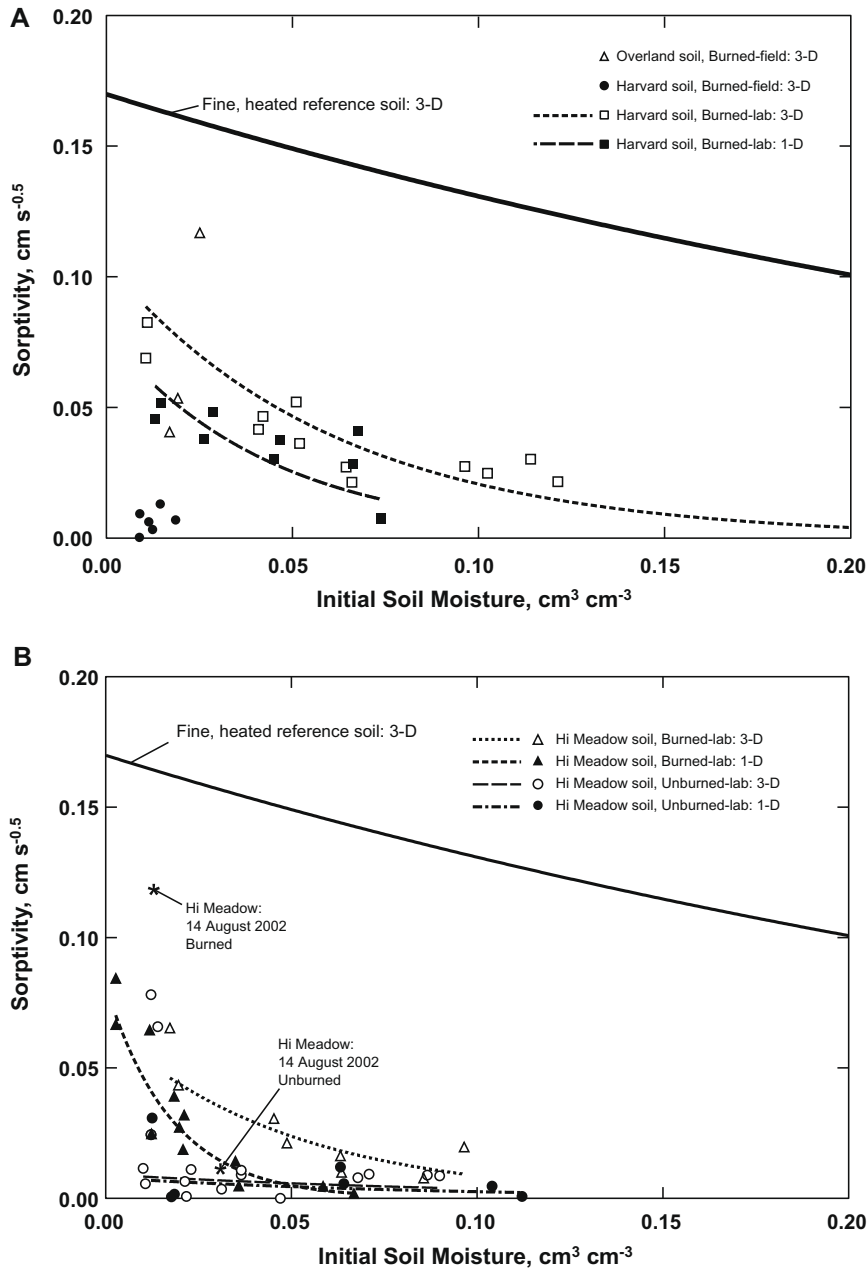 A
0.20
0.15
0.10
0.05
0.00
Sorptivity, cm s-0.5
Fine, heated reference soil: 3-D
Overland soil, Burned-field: 3-D
Harvard soil, Burned-field: 3-D
Harvard soil, Burned-lab: 3-D
Harvard soil, Burned-lab: 1-D
0.00 0.05 0.10 0.15 0.20
Initial Soil Moisture, cm3 cm-3
B
0.20
0.15
0.10
0.05
0.00
Sorptivity, cm s-0.5
Fine, heated reference soil: 3-D
Hi Meadow soil, Burned-lab: 3-D
Hi Meadow soil, Burned-lab: 1-D
Hi Meadow soil, Unburned-lab: 3-D
Hi Meadow soil, Unburned-lab: 1-D
Hi Meadow:
14 August 2002
Burned
Hi Meadow:
14 August 2002
Unburned
0.00 0.05 0.10 0.15 0.20
Initial Soil Moisture, cm3 cm-3